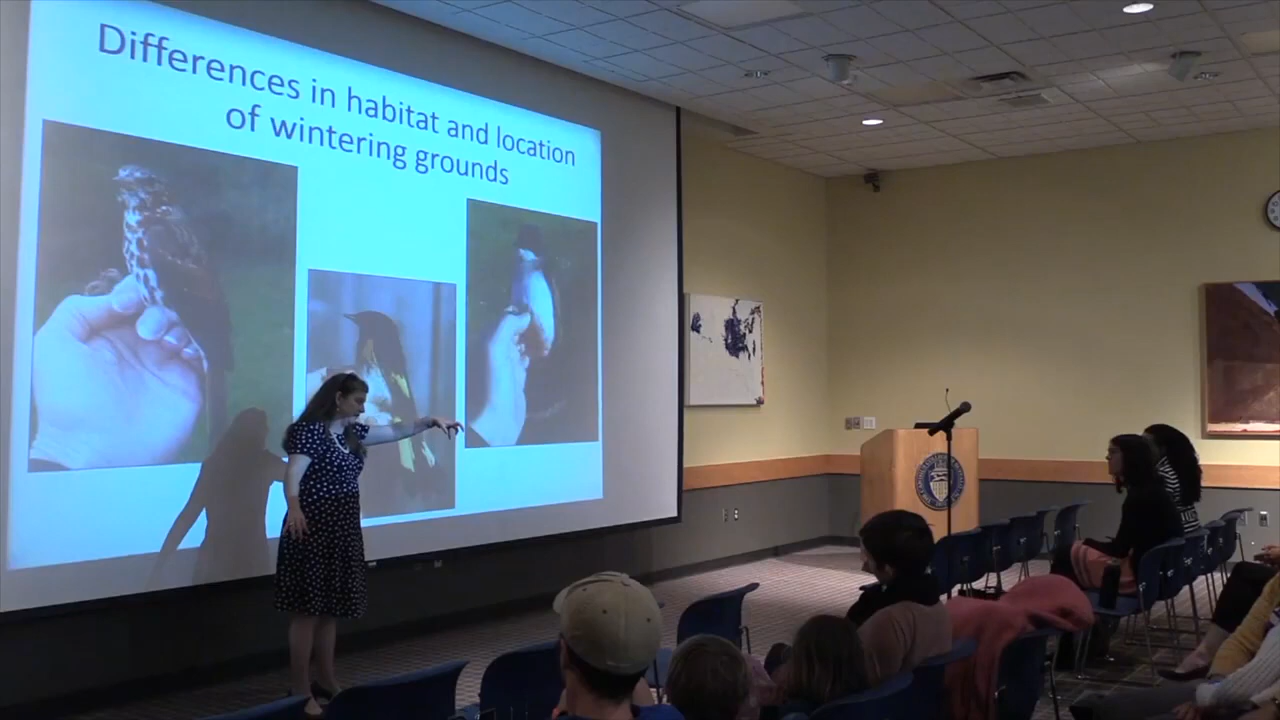 Differences in habitat and location
of wintering grounds